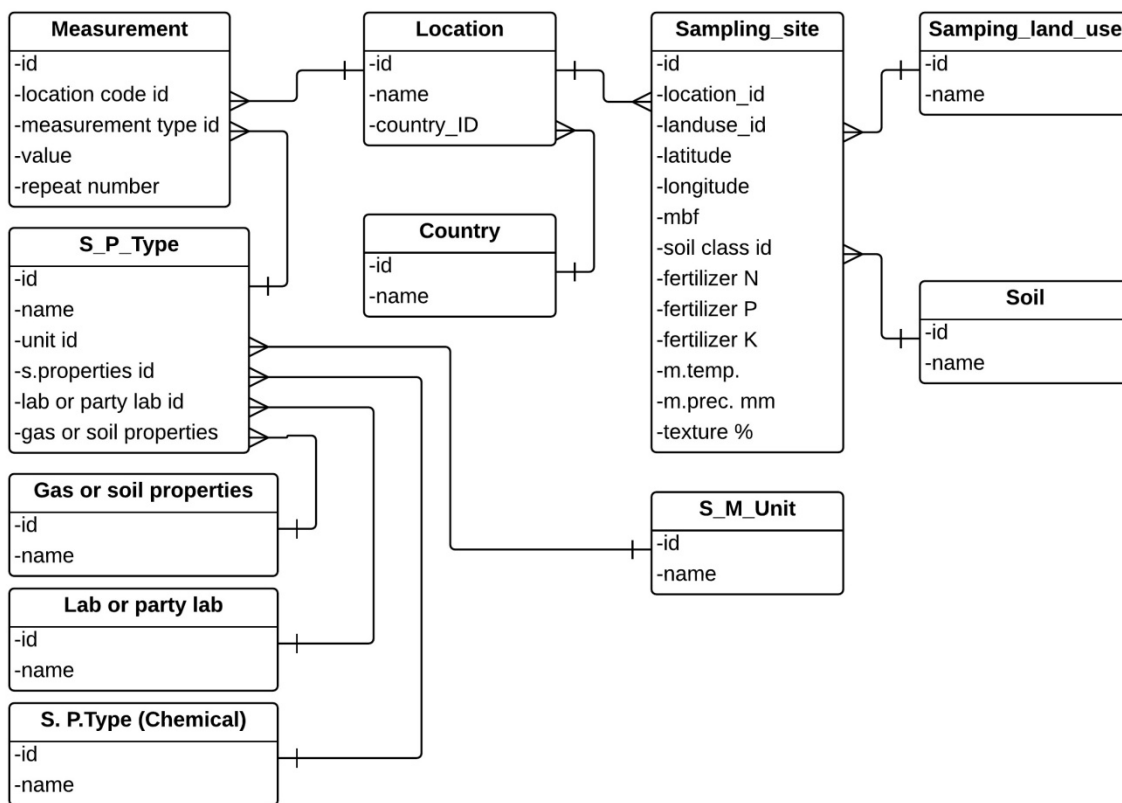 Measurement
-id
-location code id
-measurement type id
-value
-repeat number
Location
-id
-name
-country_ID
Sampling_site
-id
-location_id
-landuse_id
-latitude
-longitude
-mbf
-soil class id
-fertilizer N
-fertilizer P
-fertilizer K
-m.temp.
-m.prec. mm
-texture %
Samping_land_use
-id
-name
S_P_Type
-id
-name
-unit id
-s.properties id
-lab or party lab id
-gas or soil properties
Country
-id
-name
Soil
-id
-name
Gas or soil properties
-id
-name
S_M_Unit
-id
-name
Lab or party lab
-id
-name
S. P.Type (Chemical)
-id
-name